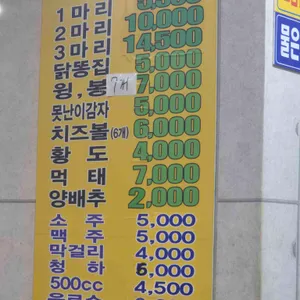 1마리
2마리 10,000
3마리 14,500
닭똥집 5,000
윙,봉 7개 7,000
못난이감자 5,000
치즈볼(6개) 6,000
황도 4,000
먹태 7,000
양배추 2,000
소주 5,000
맥주 5,000
막걸리 4,000
청하 5,000
500cc 4,500